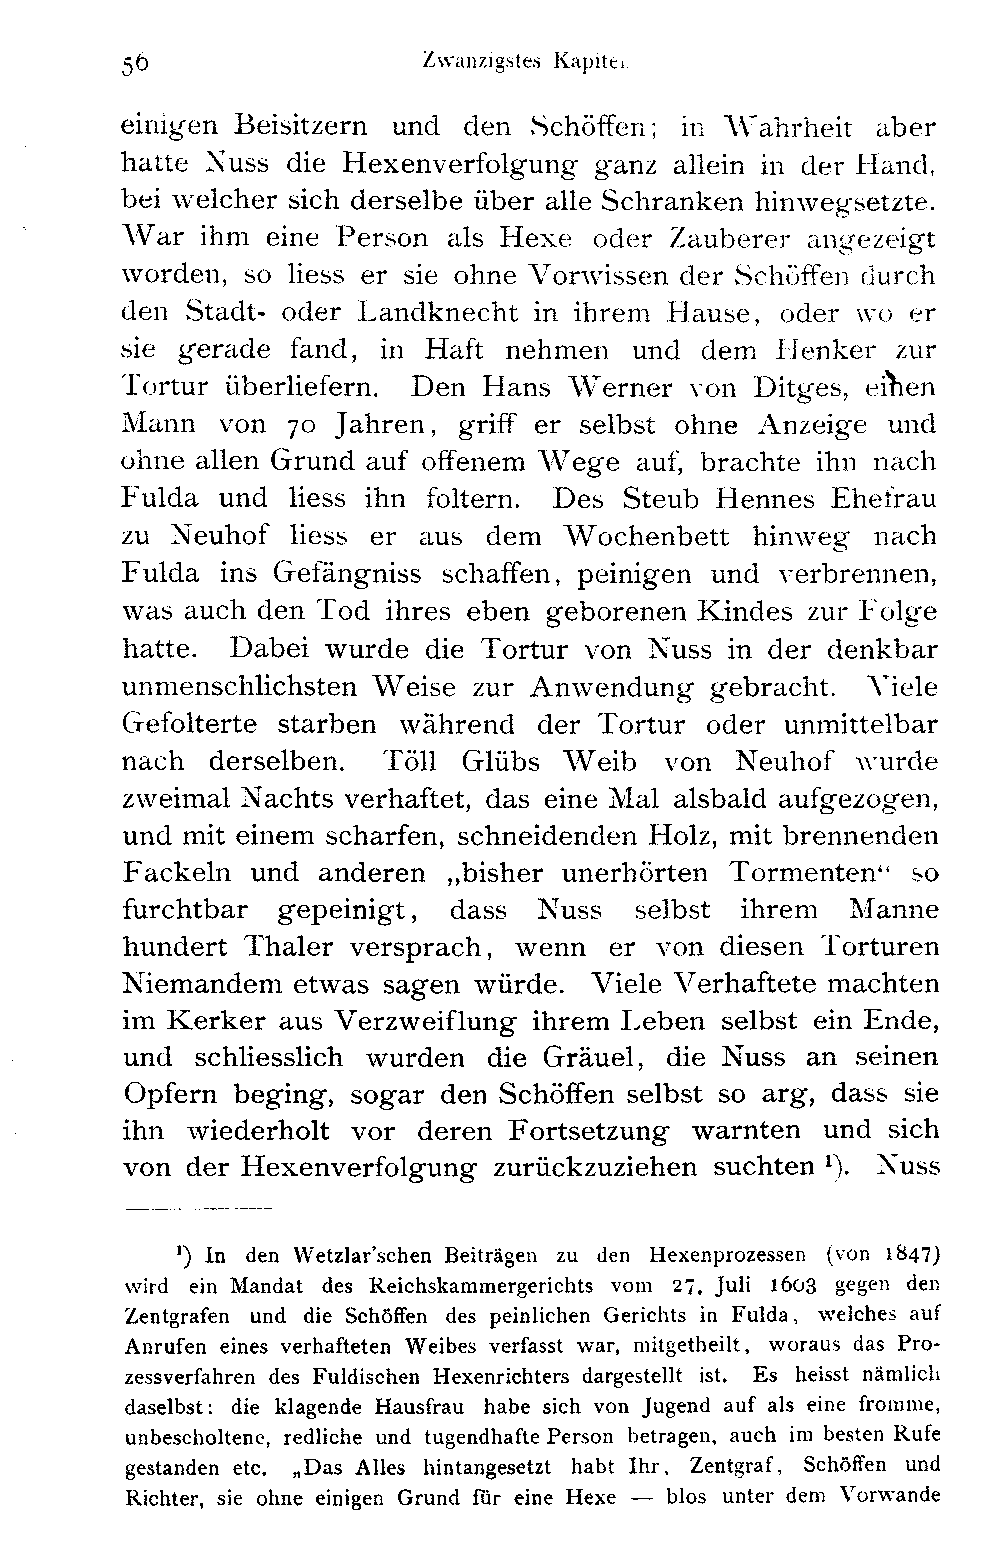 56 Zwanzigstes Kapitel.
einigen Beisitzern und den Schöffen; in Wahrheit aber
hatte Nuss die Hexenverfolgung ganz allein in der Hand,
bei welcher sich derselbe über alle Schranken hinwegsetzte.
War ihm eine Person als Hexe oder Zauberer angezeigt
worden, so liess er sie ohne Vorwissen der Schöffen durch
den Stadt- oder Landknecht in ihrem Hause, oder wo er
sie gerade fand, in Haft nehmen und dem Henker zur
Tortur überliefern. Den Hans Werner von Ditges, einen
Mann von 70 Jahren, griff er selbst ohne Anzeige und
ohne allen Grund auf offenem Wege auf, brachte ihn nach
Fulda und liess ihn foltern. Des Steub Hennes Ehefrau
zu Neuhof liess er aus dem Wochenbett hinweg nach
Fulda ins Gefängniss schaffen, peinigen und verbrennen,
was auch den Tod ihres eben geborenen Kindes zur Folge
hatte. Dabei wurde die Tortur von Nuss in der denkbar
unmenschlichsten Weise zur Anwendung gebracht. Viele
Gefolterte starben während der Tortur oder unmittelbar
nach derselben. Töll Glübs Weib von Neuhof wurde
zweimal Nachts verhaftet, das eine Mal alsbald aufgezogen,
und mit einem scharfen, schneidenden Holz, mit brennenden
Fackeln und anderen „bisher unerhörten Tormenten“ so
furchtbar gepeinigt, dass Nuss selbst ihrem Manne
hundert Thaler versprach, wenn er von diesen Torturen
Niemandem etwas sagen würde. Viele Verhaftete machten
im Kerker aus Verzweiflung ihrem Leben selbst ein Ende,
und schliesslich wurden die Gräuel, die Nuss an seinen
Opfern beging, sogar den Schöffen selbst so arg, dass sie
ihn wiederholt vor deren Fortsetzung warnten und sich
von der Hexenverfolgung zurückzuziehen suchten ¹). Nuss
¹) In den Wetzlar'schen Beiträgen zu den Hexenprozessen (von 1847)
wird ein Mandat des Reichskammergerichts vom 27. Juli 1603 gegen den
Zentgrafen und die Schöffen des peinlichen Gerichts in Fulda, welches auf
Anrufen eines verhafteten Weibes verfasst war, mitgetheilt, woraus das Pro-
zessverfahren des Fuldischen Hexenrichters dargestellt ist. Es heisst nämlich
daselbst: die klagende Hausfrau habe sich von Jugend auf als eine fromme,
unbescholtene, redliche und tugendhafte Person betragen, auch im besten Rufe
gestanden etc. „Das Alles hintangesetzt habt Ihr, Zentgraf, Schöffen und
Richter, sie ohne einigen Grund für eine Hexe — blos unter dem Vorwande